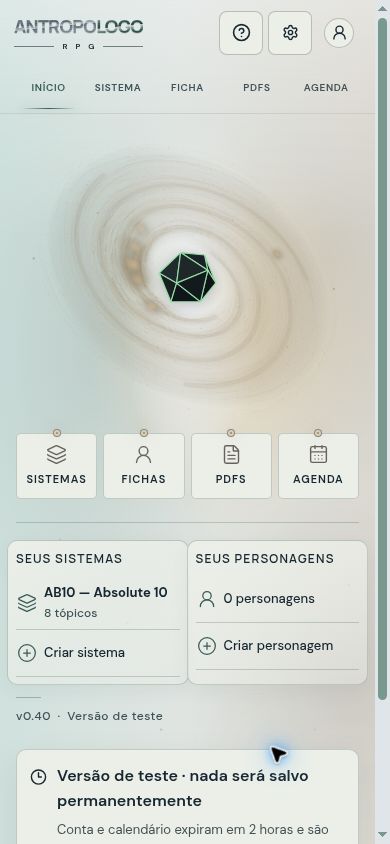 ANTROPOLOGO
RPG
INÍCIO SISTEMA FICHA PDFS AGENDA
SISTEMAS FICHAS PDFS AGENDA
SEUS SISTEMAS
AB10 — Absolute 10
8 tópicos
Criar sistema
SEUS PERSONAGENS
0 personagens
Criar personagem
v0.40 · Versão de teste
Versão de teste · nada será salvo
permanentemente
Conta e calendário expiram em 2 horas e são